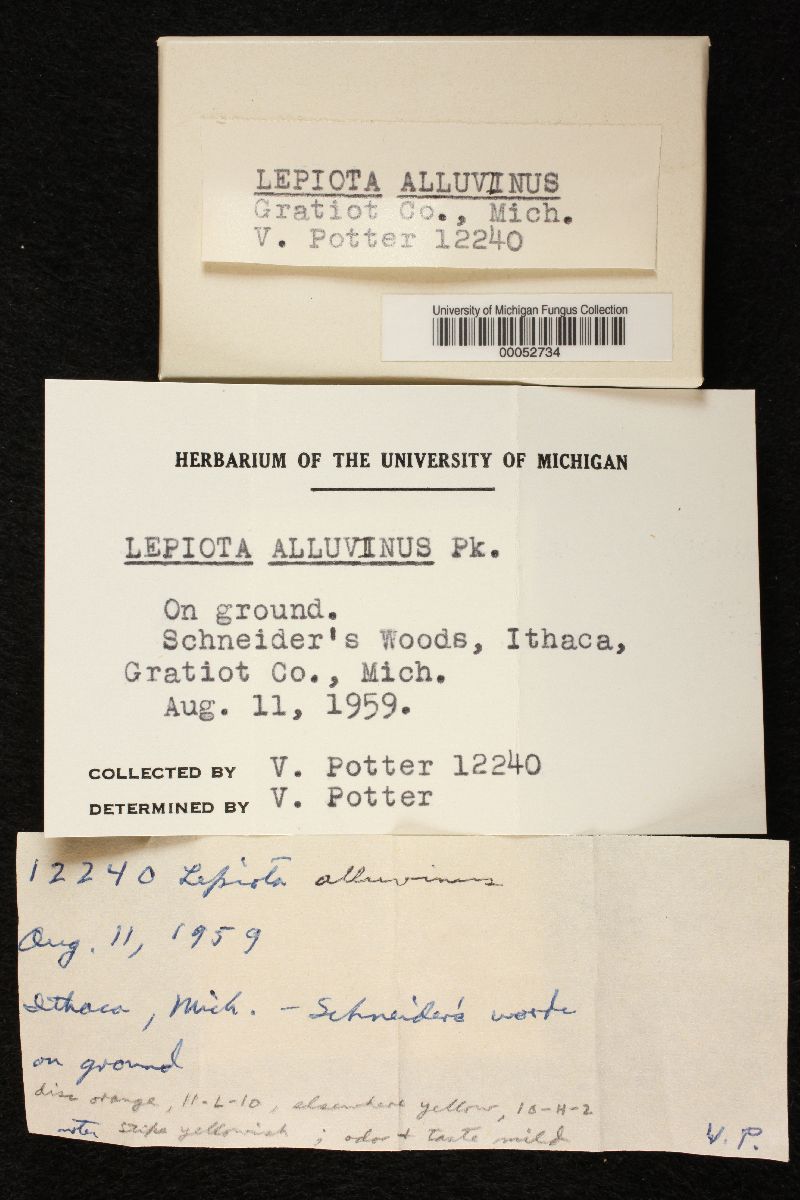 LEPIOTA ALLUVINUS
Gratiot Co., Mich.
V. Potter 12240
University of Michigan Fungus Collection
00052734
HERBARIUM OF THE UNIVERSITY OF MICHIGAN
LEPIOTA ALLUVINUS Pk.
On ground.
Schneider's Woods, Ithaca,
Gratiot Co., Mich.
Aug. 11, 1959.
COLLECTED BY V. Potter 12240
DETERMINED BY V. Potter
12240 Lepiota alluvinus
Aug. 11, 1959
Ithaca, Mich. - Schneider's woods
on ground
disc orange, 11-L-10, elsewhere yellow, 10-H-2
notes stipe yellowish; odor + taste mild
V. P.